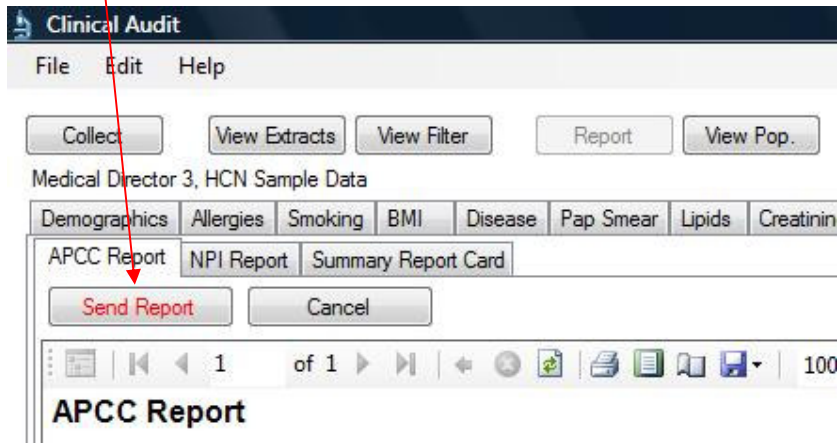 Clinical Audit
File Edit Help
Collect View Extracts View Filter Report View Pop.
Medical Director 3, HCN Sample Data
Demographics Allergies Smoking BMI Disease Pap Smear Lipids Creatinin
APCC Report NPI Report Summary Report Card
Send Report Cancel
1 of 1 100
APCC Report